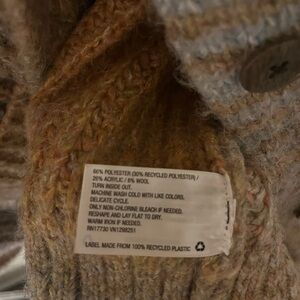 66% POLYESTER (30% RECYCLED POLYESTER) /
26% ACRYLIC / 8% WOOL
TURN INSIDE OUT.
MACHINE WASH COLD WITH LIKE COLORS,
DELICATE CYCLE.
ONLY NON-CHLORINE BLEACH IF NEEDED.
RESHAPE AND LAY FLAT TO DRY.
WARM IRON IF NEEDED.
RN17730 VN1298251
LABEL MADE FROM 100% RECYCLED PLASTIC